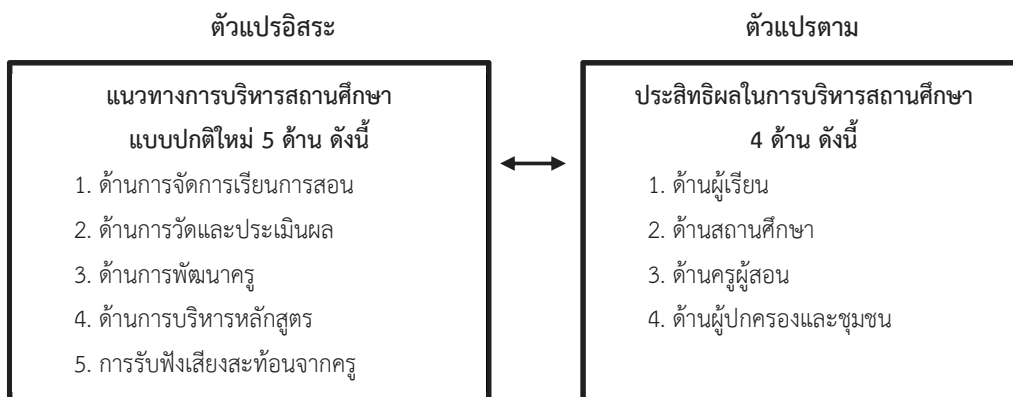 ตัวแปรอิสระ
แนวทางการบริหารสถานศึกษา
แบบปกติใหม่ 5 ด้าน ดังนี้
1. ด้านการจัดการเรียนการสอน
2. ด้านการวัดและประเมินผล
3. ด้านการพัฒนาครู
4. ด้านการบริหารหลักสูตร
5. การรับฟังเสียงสะท้อนจากครู
ตัวแปรตาม
ประสิทธิผลในการบริหารสถานศึกษา
4 ด้าน ดังนี้
1. ด้านผู้เรียน
2. ด้านสถานศึกษา
3. ด้านครูผู้สอน
4. ด้านผู้ปกครองและชุมชน